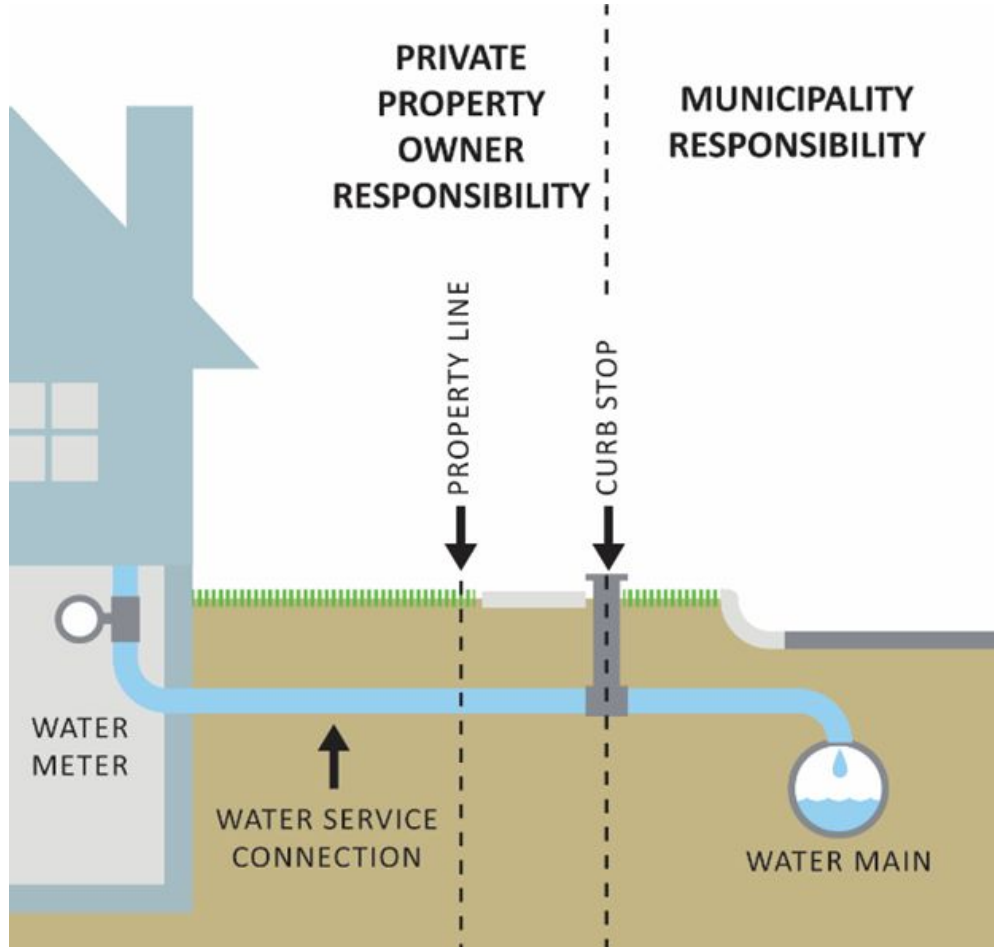 PRIVATE
PROPERTY
OWNER
RESPONSIBILITY
MUNICIPALITY
RESPONSIBILITY
PROPERTY LINE
CURB STOP
WATER
METER
WATER SERVICE
CONNECTION
WATER MAIN